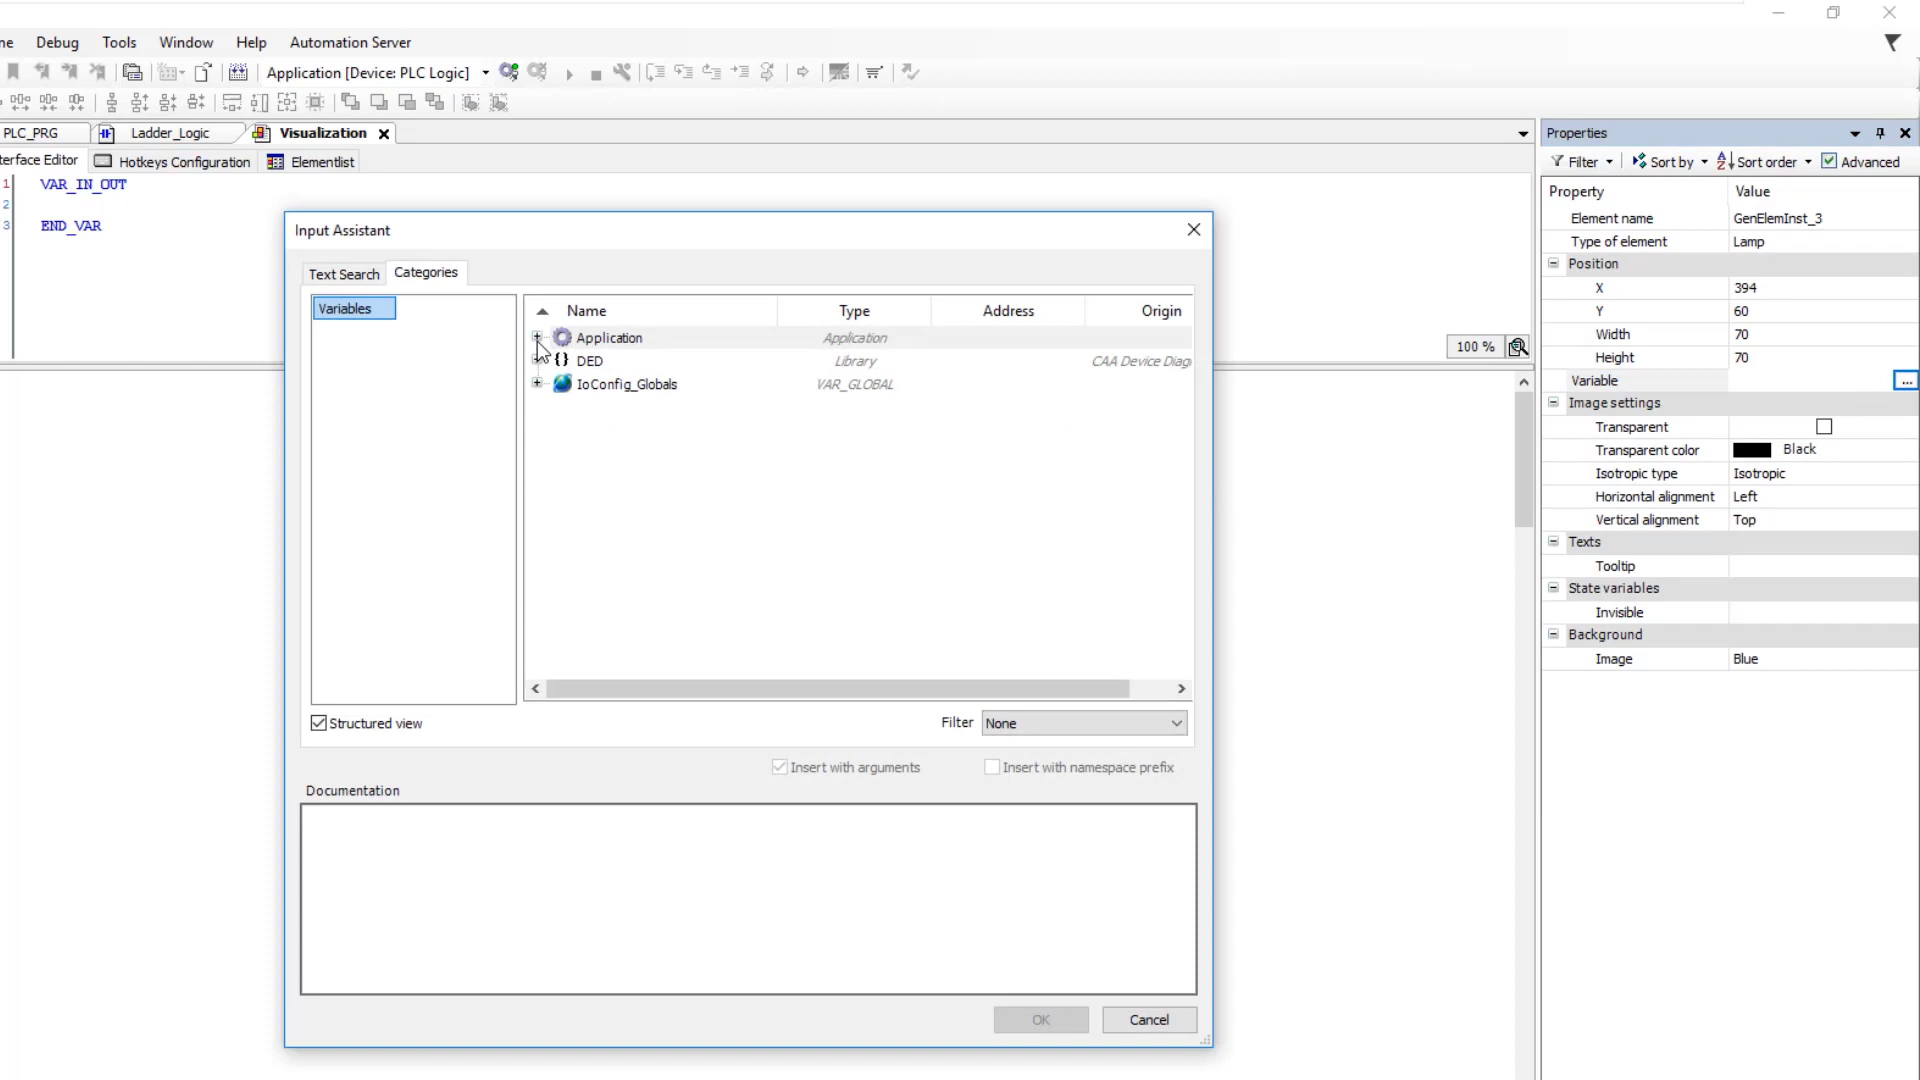 ne Debug Tools Window Help Automation Server
Application [Device: PLC Logic]
PLC_PRG Ladder_Logic Visualization
terface Editor Hotkeys Configuration Elementlist
1 VAR_IN_OUT
2
3 END_VAR
100 %
Input Assistant
Text Search Categories
Variables
Name Type Address Origin
Application Application
{} DED Library CAA Device Diag
IoConfig_Globals VAR_GLOBAL
Structured view
Filter None
Insert with arguments Insert with namespace prefix
Documentation
OK Cancel
Properties
Filter Sort by Sort order Advanced
Property Value
Element name GenElemInst_3
Type of element Lamp
Position
X 394
Y 60
Width 70
Height 70
Variable ...
Image settings
Transparent
Transparent color Black
Isotropic type Isotropic
Horizontal alignment Left
Vertical alignment Top
Texts
Tooltip
State variables
Invisible
Background
Image Blue